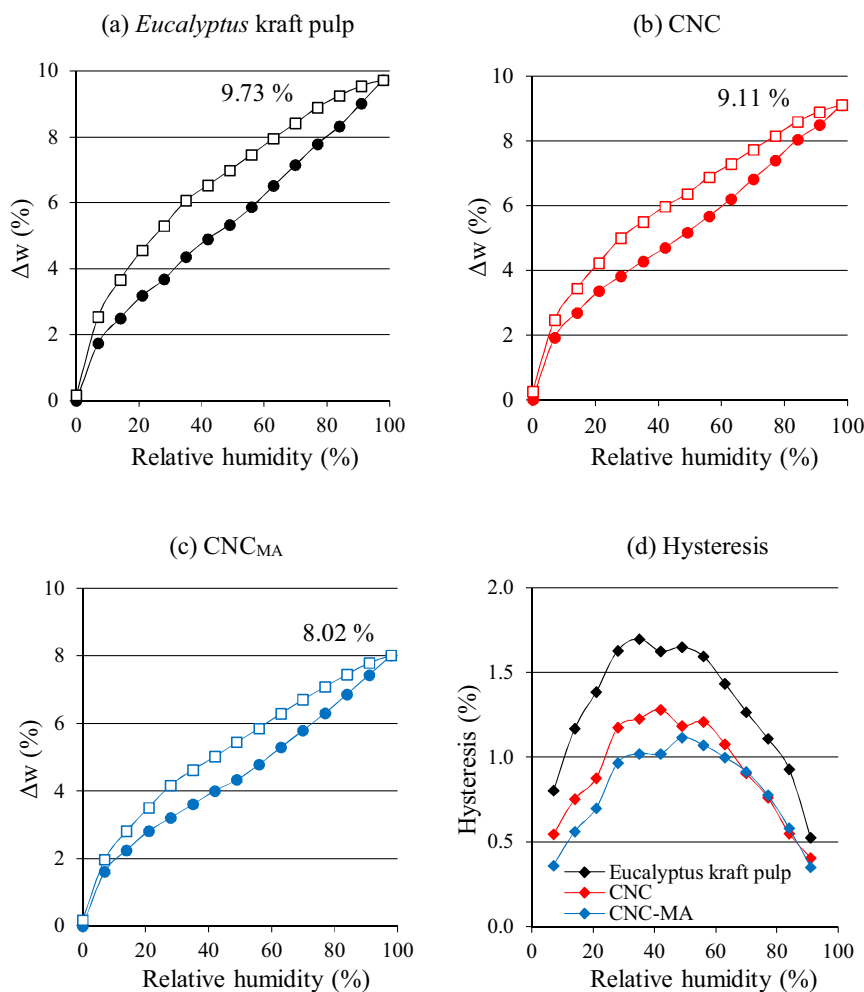 (a) Eucalyptus kraft pulp
10
8
6
4
2
0
9.73 %
Δw (%)
0 20 40 60 80 100
Relative humidity (%)
(b) CNC
10
8
6
4
2
0
9.11 %
Δw (%)
0 20 40 60 80 100
Relative humidity (%)
(c) CNCMA
10
8
6
4
2
0
8.02 %
Δw (%)
0 20 40 60 80 100
Relative humidity (%)
(d) Hysteresis
2.0
1.5
1.0
0.5
0.0
Hysteresis (%)
Eucalyptus kraft pulp
CNC
CNC-MA
0 20 40 60 80 100
Relative humidity (%)